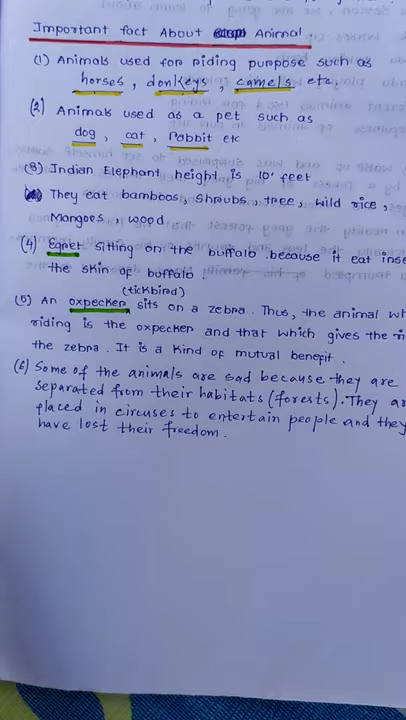 Important fact About Animal
(1) Animals used for riding purpose such as
horses, donkeys, camels etc.
(2) Animals used as a pet such as
dog, cat, Rabbit etc
(3) Indian Elephant height is 10' feet
They eat bamboos, shrubs, tree, wild rice,
Mangoes, wood
(4) Egret sitting on the buffalo because it eat inse
the skin of buffalo.
(tickbird)
(5) An oxpecker sits on a zebra. Thus, the animal wh
riding is the oxpecker and that which gives the
the zebra. It is a kind of mutual benefit.
(6) Some of the animals are sad because they are
separated from their habitats (forests). They ar
placed in circuses to entertain people and they
have lost their freedom.